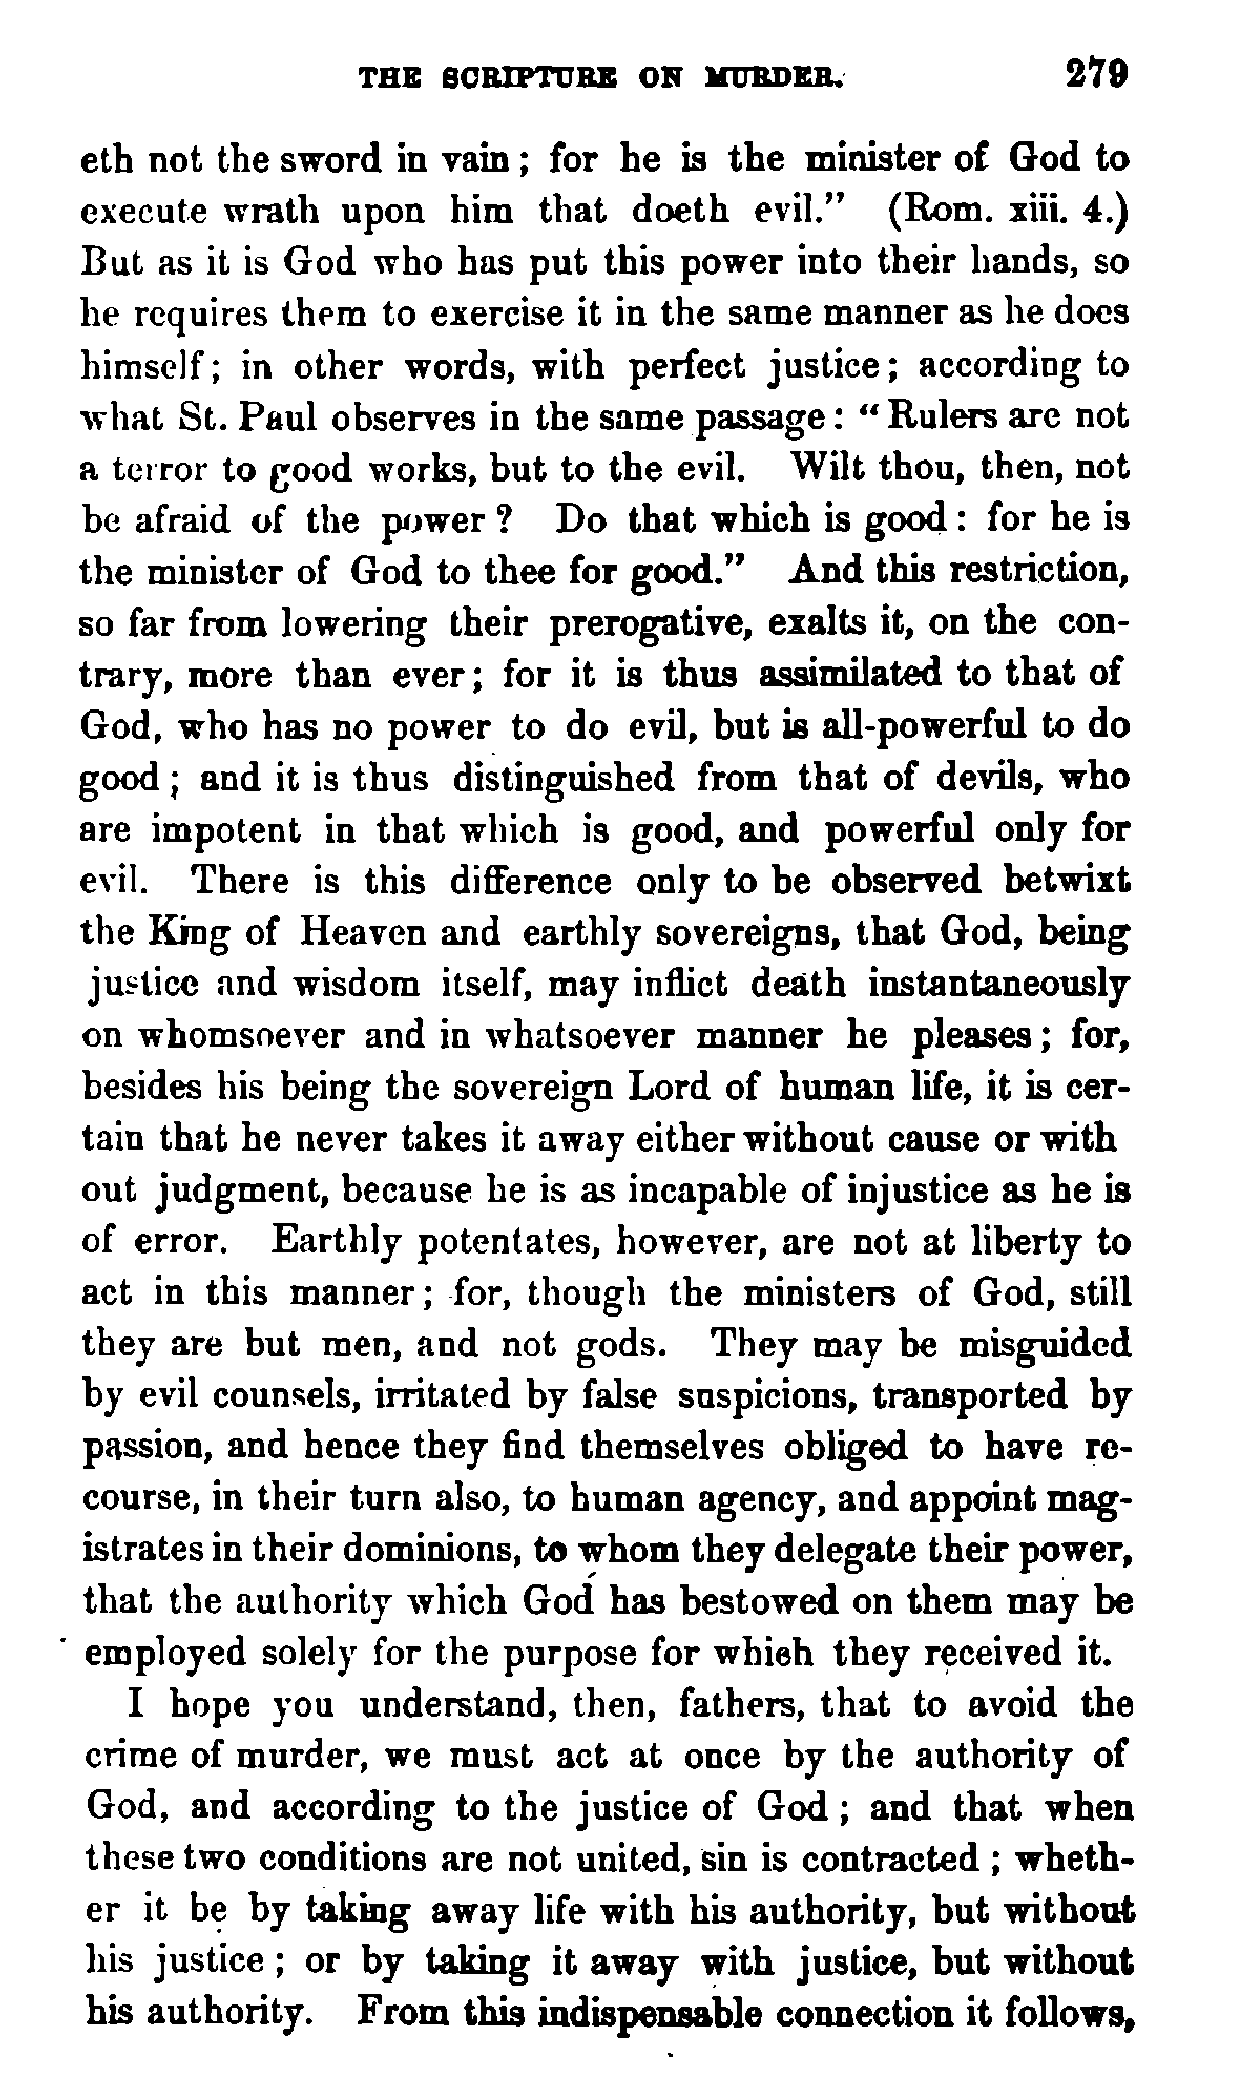 THE SCRIPTURE ON MURDER. 279
eth not the sword in vain; for he is the minister of God to
execute wrath upon him that doeth evil." (Rom. xiii. 4.)
But as it is God who has put this power into their hands, so
he requires them to exercise it in the same manner as he does
himself; in other words, with perfect justice; according to
what St. Paul observes in the same passage: "Rulers are not
a terror to good works, but to the evil. Wilt thou, then, not
be afraid of the power? Do that which is good: for he is
the minister of God to thee for good." And this restriction,
so far from lowering their prerogative, exalts it, on the con-
trary, more than ever; for it is thus assimilated to that of
God, who has no power to do evil, but is all-powerful to do
good; and it is thus distinguished from that of devils, who
are impotent in that which is good, and powerful only for
evil. There is this difference only to be observed betwixt
the King of Heaven and earthly sovereigns, that God, being
justice and wisdom itself, may inflict death instantaneously
on whomsoever and in whatsoever manner he pleases; for,
besides his being the sovereign Lord of human life, it is cer-
tain that he never takes it away either without cause or with
out judgment, because he is as incapable of injustice as he is
of error. Earthly potentates, however, are not at liberty to
act in this manner; for, though the ministers of God, still
they are but men, and not gods. They may be misguided
by evil counsels, irritated by false suspicions, transported by
passion, and hence they find themselves obliged to have re-
course, in their turn also, to human agency, and appoint mag-
istrates in their dominions, to whom they delegate their power,
that the authority which God has bestowed on them may be
employed solely for the purpose for which they received it.
I hope you understand, then, fathers, that to avoid the
crime of murder, we must act at once by the authority of
God, and according to the justice of God; and that when
these two conditions are not united, sin is contracted; wheth-
er it be by taking away life with his authority, but without
his justice; or by taking it away with justice, but without
his authority. From this indispensable connection it follows,